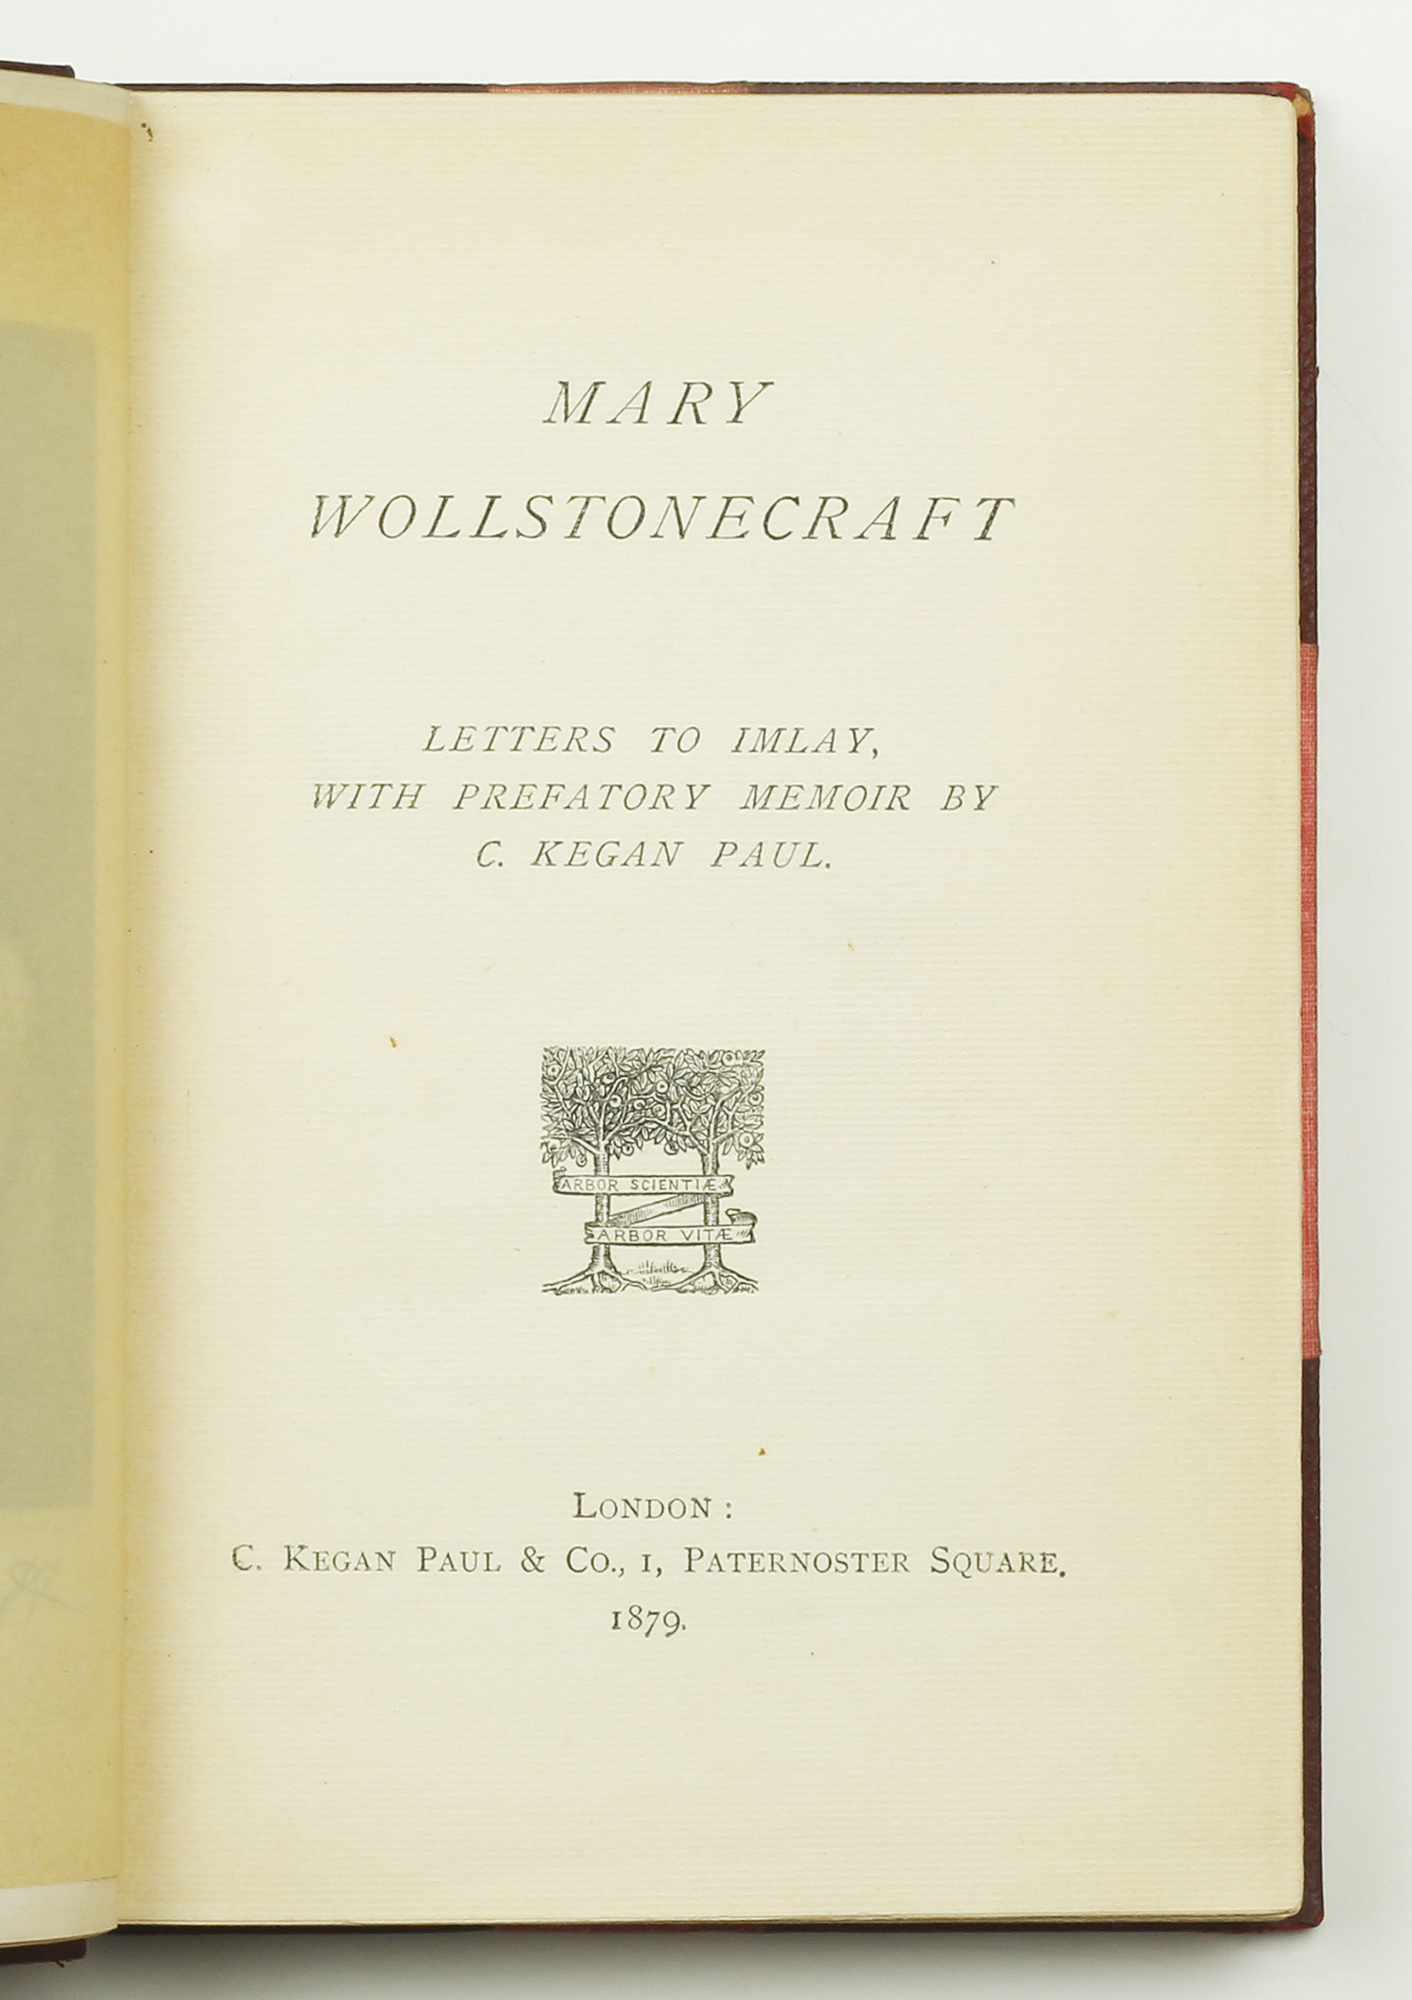 MARY
WOLLSTONECRAFT
LETTERS TO IMLAY,
WITH PREFATORY MEMOIR BY
C. KEGAN PAUL.
ARBOR SCIENTIÆ
ARBOR VITÆ
LONDON:
C. KEGAN PAUL & CO., 1, PATERNOSTER SQUARE.
1879.